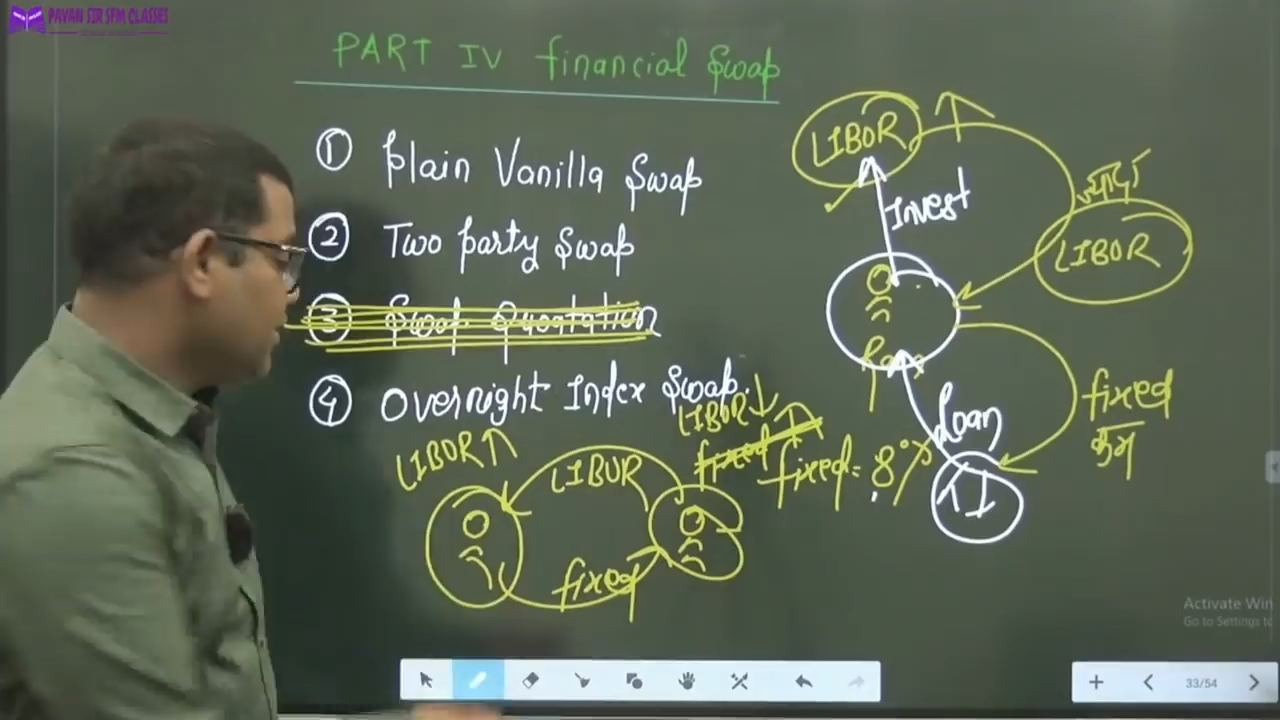 PAVAN SIR SFM CLASSES
PART IV financial Swap
① Plain Vanilla Swap
② Two party Swap
③ Swap Quotation
④ Overnight Index Swap.
LIBOR
Invest
ज्यादा
LIBOR
Loan
fixed
कम
LIBOR ↓
fixed ↑
fixed = 8%
LIBOR ↑
LIBOR
fixed
Activate Win
Go to Settings to
33/54